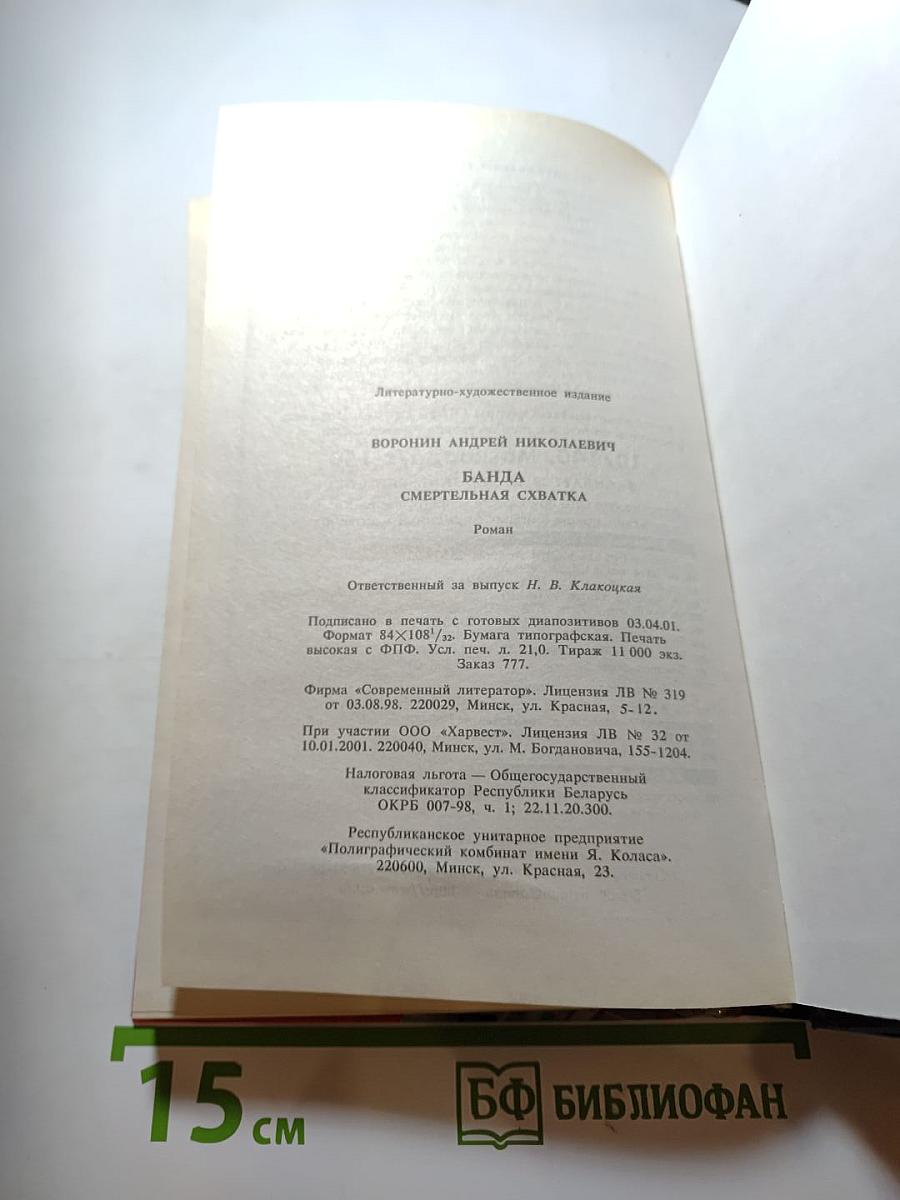 Литературно-художественное издание
ВОРОНИН АНДРЕЙ НИКОЛАЕВИЧ
БАНДА
СМЕРТЕЛЬНАЯ СХВАТКА
Роман
Ответственный за выпуск Н. В. Клакоцкая
Подписано в печать с готовых диапозитивов 03.04.01.
Формат 84×108¹/₃₂. Бумага типографская. Печать
высокая с ФПФ. Усл. печ. л. 21,0. Тираж 11 000 экз.
Заказ 777.
Фирма «Современный литератор». Лицензия ЛВ № 319
от 03.08.98. 220029, Минск, ул. Красная, 5-12.
При участии ООО «Харвест». Лицензия ЛВ № 32 от
10.01.2001. 220040, Минск, ул. М. Богдановича, 155-1204.
Налоговая льгота — Общегосударственный
классификатор Республики Беларусь
ОКРБ 007-98, ч. 1; 22.11.20.300.
Республиканское унитарное предприятие
«Полиграфический комбинат имени Я. Коласа».
220600, Минск, ул. Красная, 23.
15 см
БФ БИБЛИОФАН